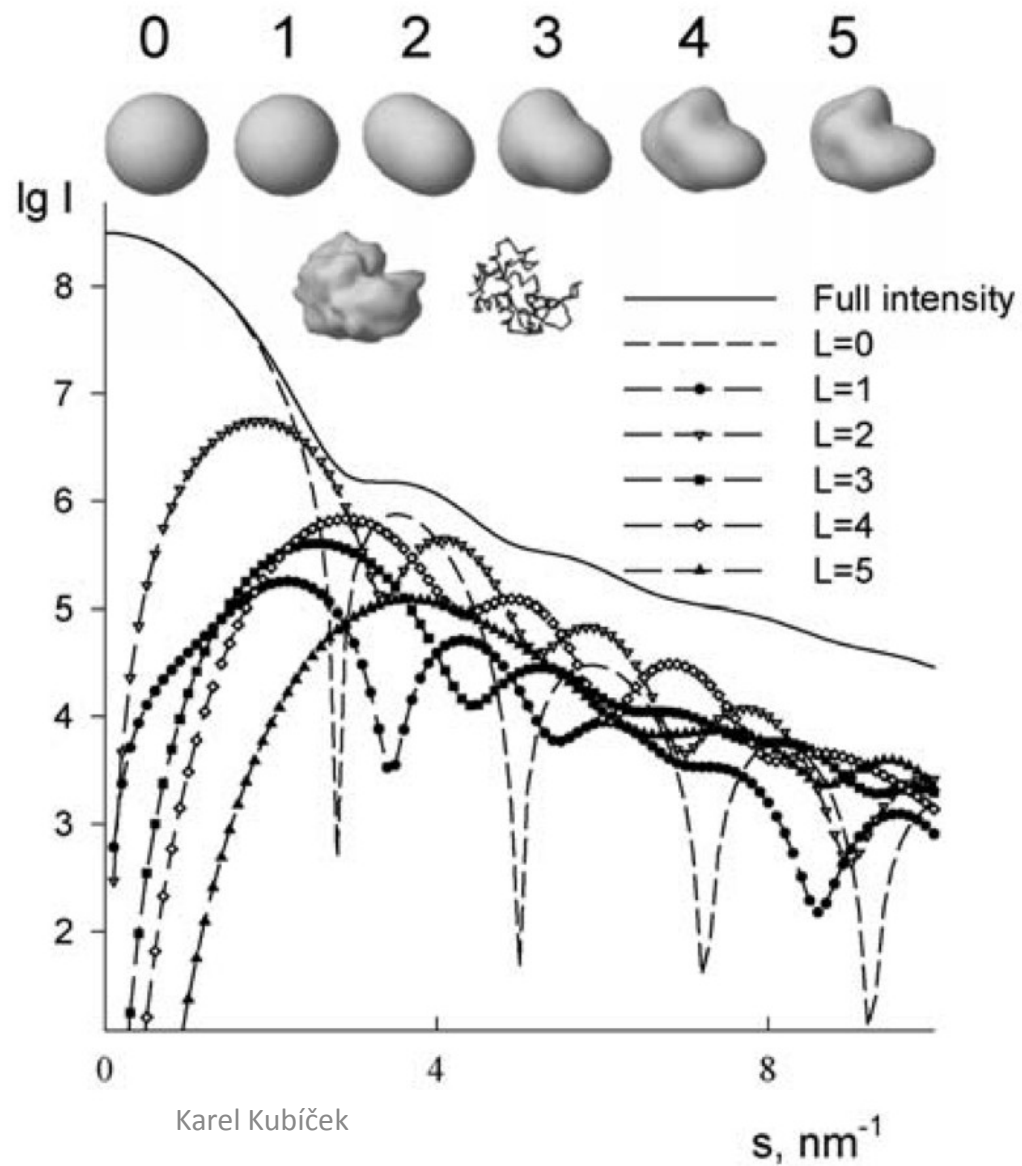 0 1 2 3 4 5
lg I
8
7
6
5
4
3
2
Full intensity
L=0
L=1
L=2
L=3
L=4
L=5
0 4 8
s, nm⁻¹
Karel Kubíček